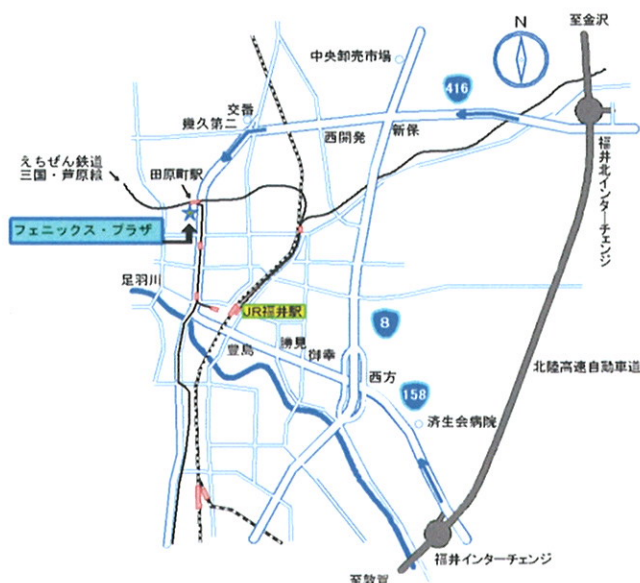 至金沢
N
中央卸売市場
416
交番
幾久第二
西開発
新保
えちぜん鉄道
三国・芦原線
田原町駅
福井北インターチェンジ
フェニックス・プラザ
足羽川
JR福井駅
8
豊島
勝見
御幸
西方
北陸高速自動車道
158
済生会病院
福井インターチェンジ
至敦賀